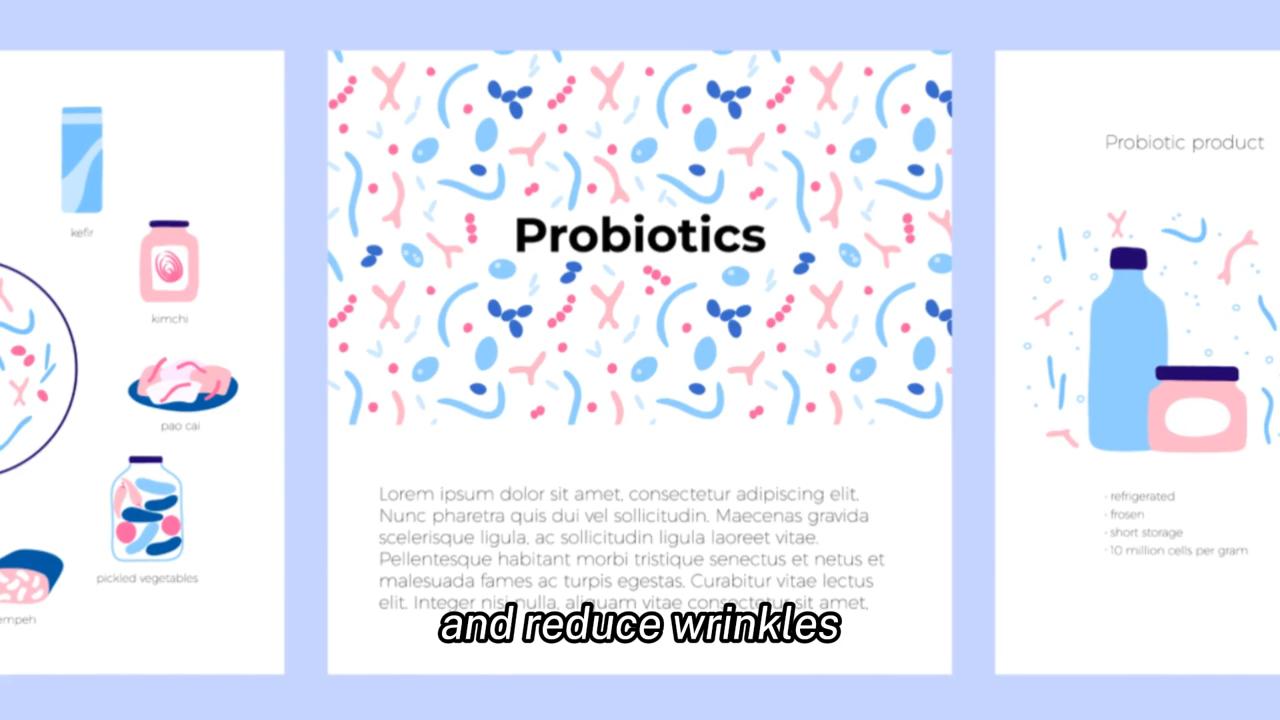 kefir
kimchi
pao cai
pickled vegetables
empeh
Probiotics
Lorem ipsum dolor sit amet, consectetur adipiscing elit.
Nunc pharetra quis dui vel sollicitudin. Maecenas gravida
scelerisque ligula, ac sollicitudin ligula laoreet vitae.
Pellentesque habitant morbi tristique senectus et netus et
malesuada fames ac turpis egestas. Curabitur vitae lectus
elit. Integer nisi nulla, aliquam vitae consectetur sit amet,
and reduce wrinkles
Probiotic product
· refrigerated
· frosen
· short storage
· 10 million cells per gram